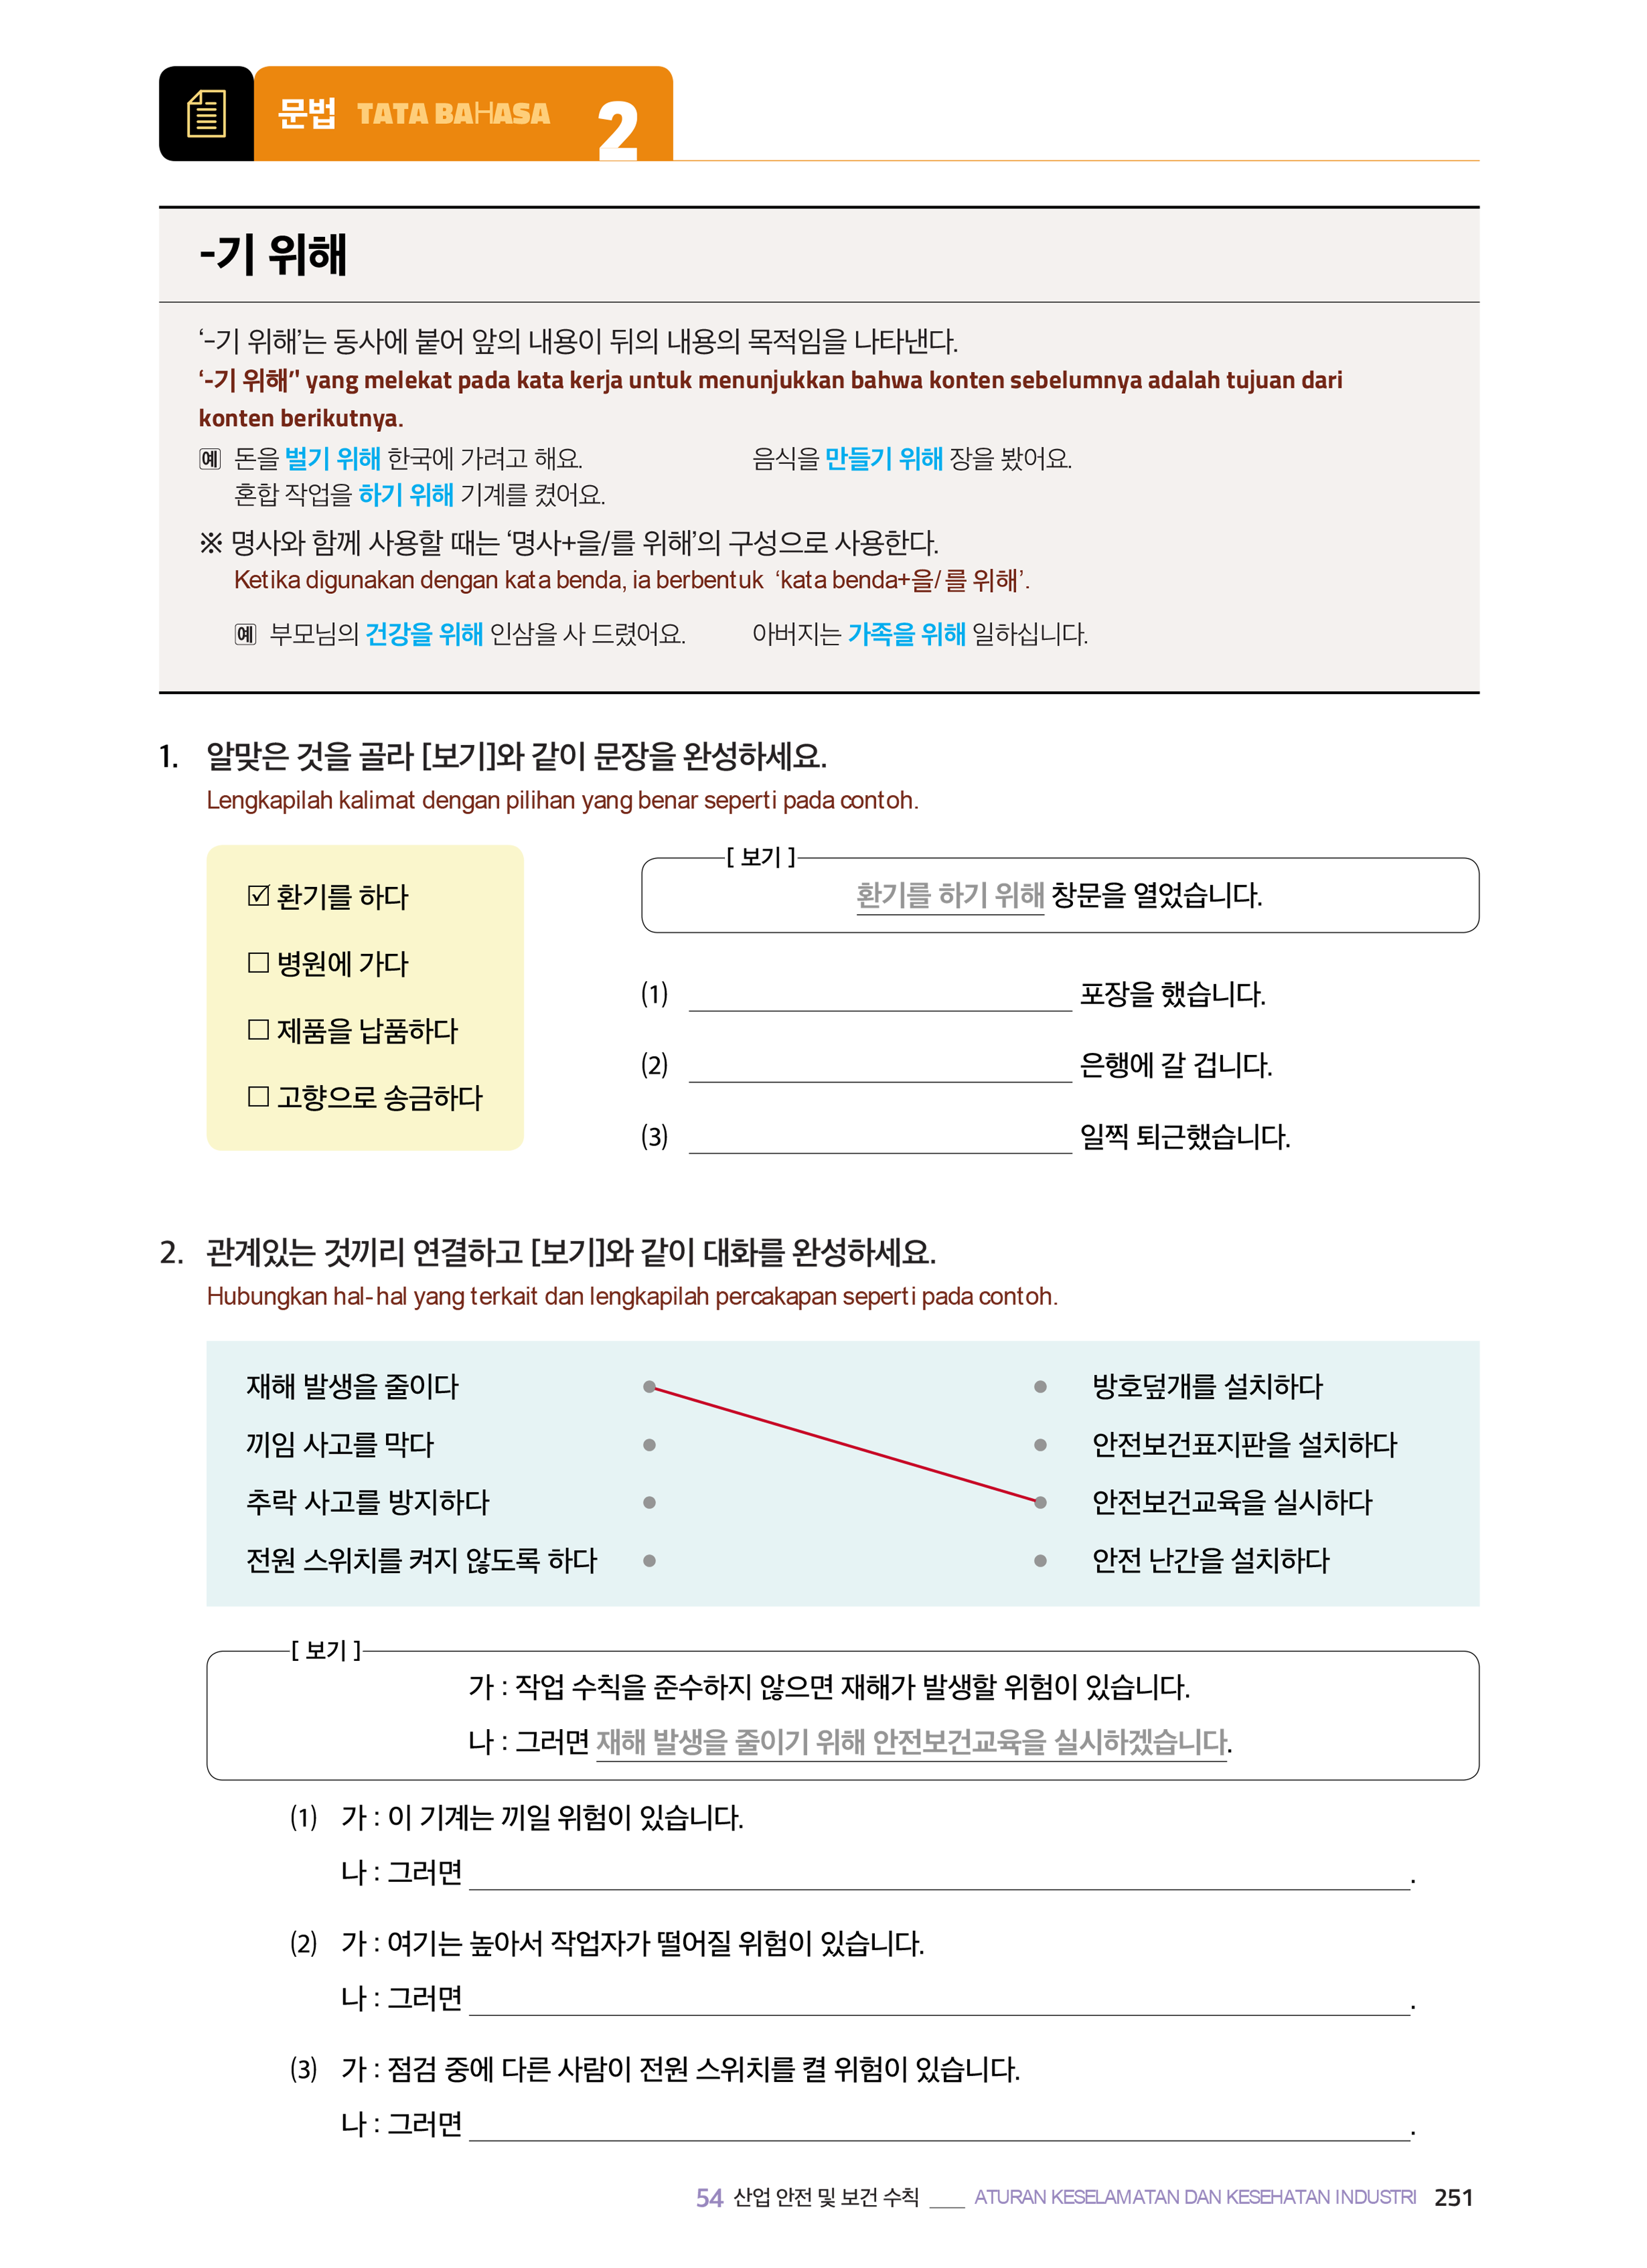 문법 TATA BAHASA 2
-기 위해
‘-기 위해’는 동사에 붙어 앞의 내용이 뒤의 내용의 목적임을 나타낸다.
‘-기 위해” yang melekat pada kata kerja untuk menunjukkan bahwa konten sebelumnya adalah tujuan dari
konten berikutnya.
예 돈을 벌기 위해 한국에 가려고 해요. 음식을 만들기 위해 장을 봤어요.
혼합 작업을 하기 위해 기계를 켰어요.
※ 명사와 함께 사용할 때는 ‘명사+을/를 위해’의 구성으로 사용한다.
Ketika digunakan dengan kata benda, ia berbentuk ‘kata benda+을/를 위해’.
예 부모님의 건강을 위해 인삼을 사 드렸어요. 아버지는 가족을 위해 일하십니다.
1. 알맞은 것을 골라 [보기]와 같이 문장을 완성하세요.
Lengkapilah kalimat dengan pilihan yang benar seperti pada contoh.
☑ 환기를 하다
☐ 병원에 가다
☐ 제품을 납품하다
☐ 고향으로 송금하다
[ 보기 ]
환기를 하기 위해 창문을 열었습니다.
(1) ____________________ 포장을 했습니다.
(2) ____________________ 은행에 갈 겁니다.
(3) ____________________ 일찍 퇴근했습니다.
2. 관계있는 것끼리 연결하고 [보기]와 같이 대화를 완성하세요.
Hubungkan hal-hal yang terkait dan lengkapilah percakapan seperti pada contoh.
재해 발생을 줄이다 방호덮개를 설치하다
끼임 사고를 막다 안전보건표지판을 설치하다
추락 사고를 방지하다 안전보건교육을 실시하다
전원 스위치를 켜지 않도록 하다 안전 난간을 설치하다
[ 보기 ]
가 : 작업 수칙을 준수하지 않으면 재해가 발생할 위험이 있습니다.
나 : 그러면 재해 발생을 줄이기 위해 안전보건교육을 실시하겠습니다.
(1) 가 : 이 기계는 끼일 위험이 있습니다.
나 : 그러면 ____________________.
(2) 가 : 여기는 높아서 작업자가 떨어질 위험이 있습니다.
나 : 그러면 ____________________.
(3) 가 : 점검 중에 다른 사람이 전원 스위치를 켤 위험이 있습니다.
나 : 그러면 ____________________.
54 산업 안전 및 보건 수칙 ___ ATURAN KESELAMATAN DAN KESEHATAN INDUSTRI 251